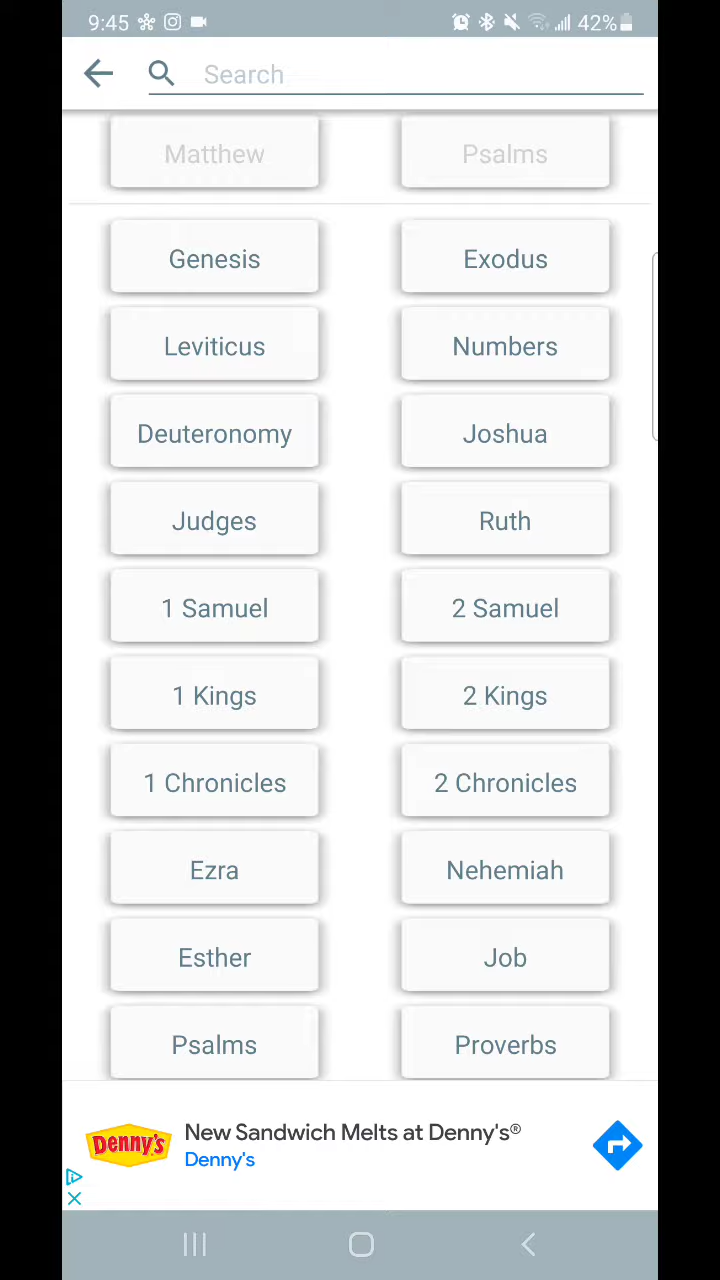 9:45 42%
Search
Matthew Psalms
Genesis Exodus
Leviticus Numbers
Deuteronomy Joshua
Judges Ruth
1 Samuel 2 Samuel
1 Kings 2 Kings
1 Chronicles 2 Chronicles
Ezra Nehemiah
Esther Job
Psalms Proverbs
Denny's New Sandwich Melts at Denny's®
Denny's